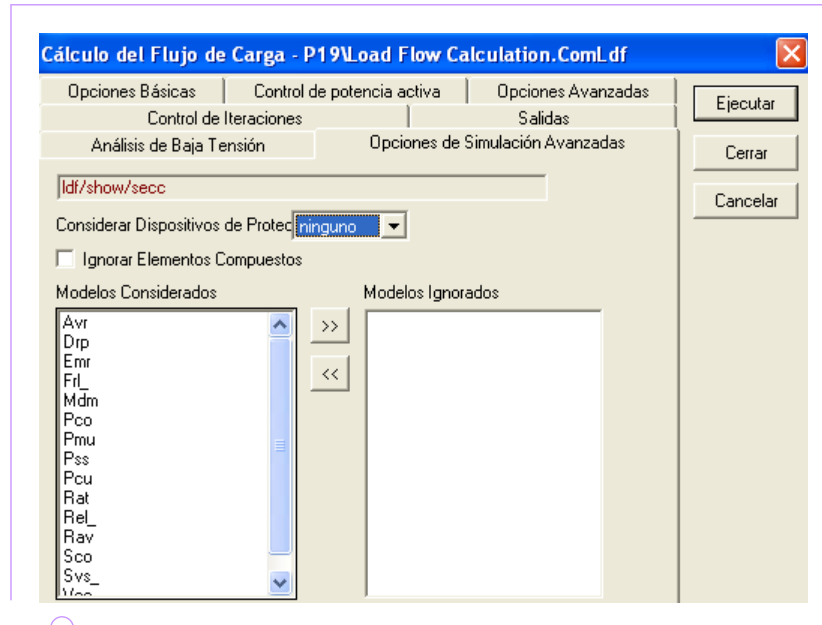 Cálculo del Flujo de Carga - P19\Load Flow Calculation.ComLdf
Opciones Básicas Control de potencia activa Opciones Avanzadas
Control de Iteraciones Salidas
Análisis de Baja Tensión Opciones de Simulación Avanzadas
Ejecutar
Cerrar
Cancelar
ldf/show/secc
Considerar Dispositivos de Protec ninguno
Ignorar Elementos Compuestos
Modelos Considerados Modelos Ignorados
Avr
Drp
Emr
Frl_
Mdm
Pco
Pmu
Pss
Pcu
Rat
Rel_
Rav
Sco
Svs_
>>
<<